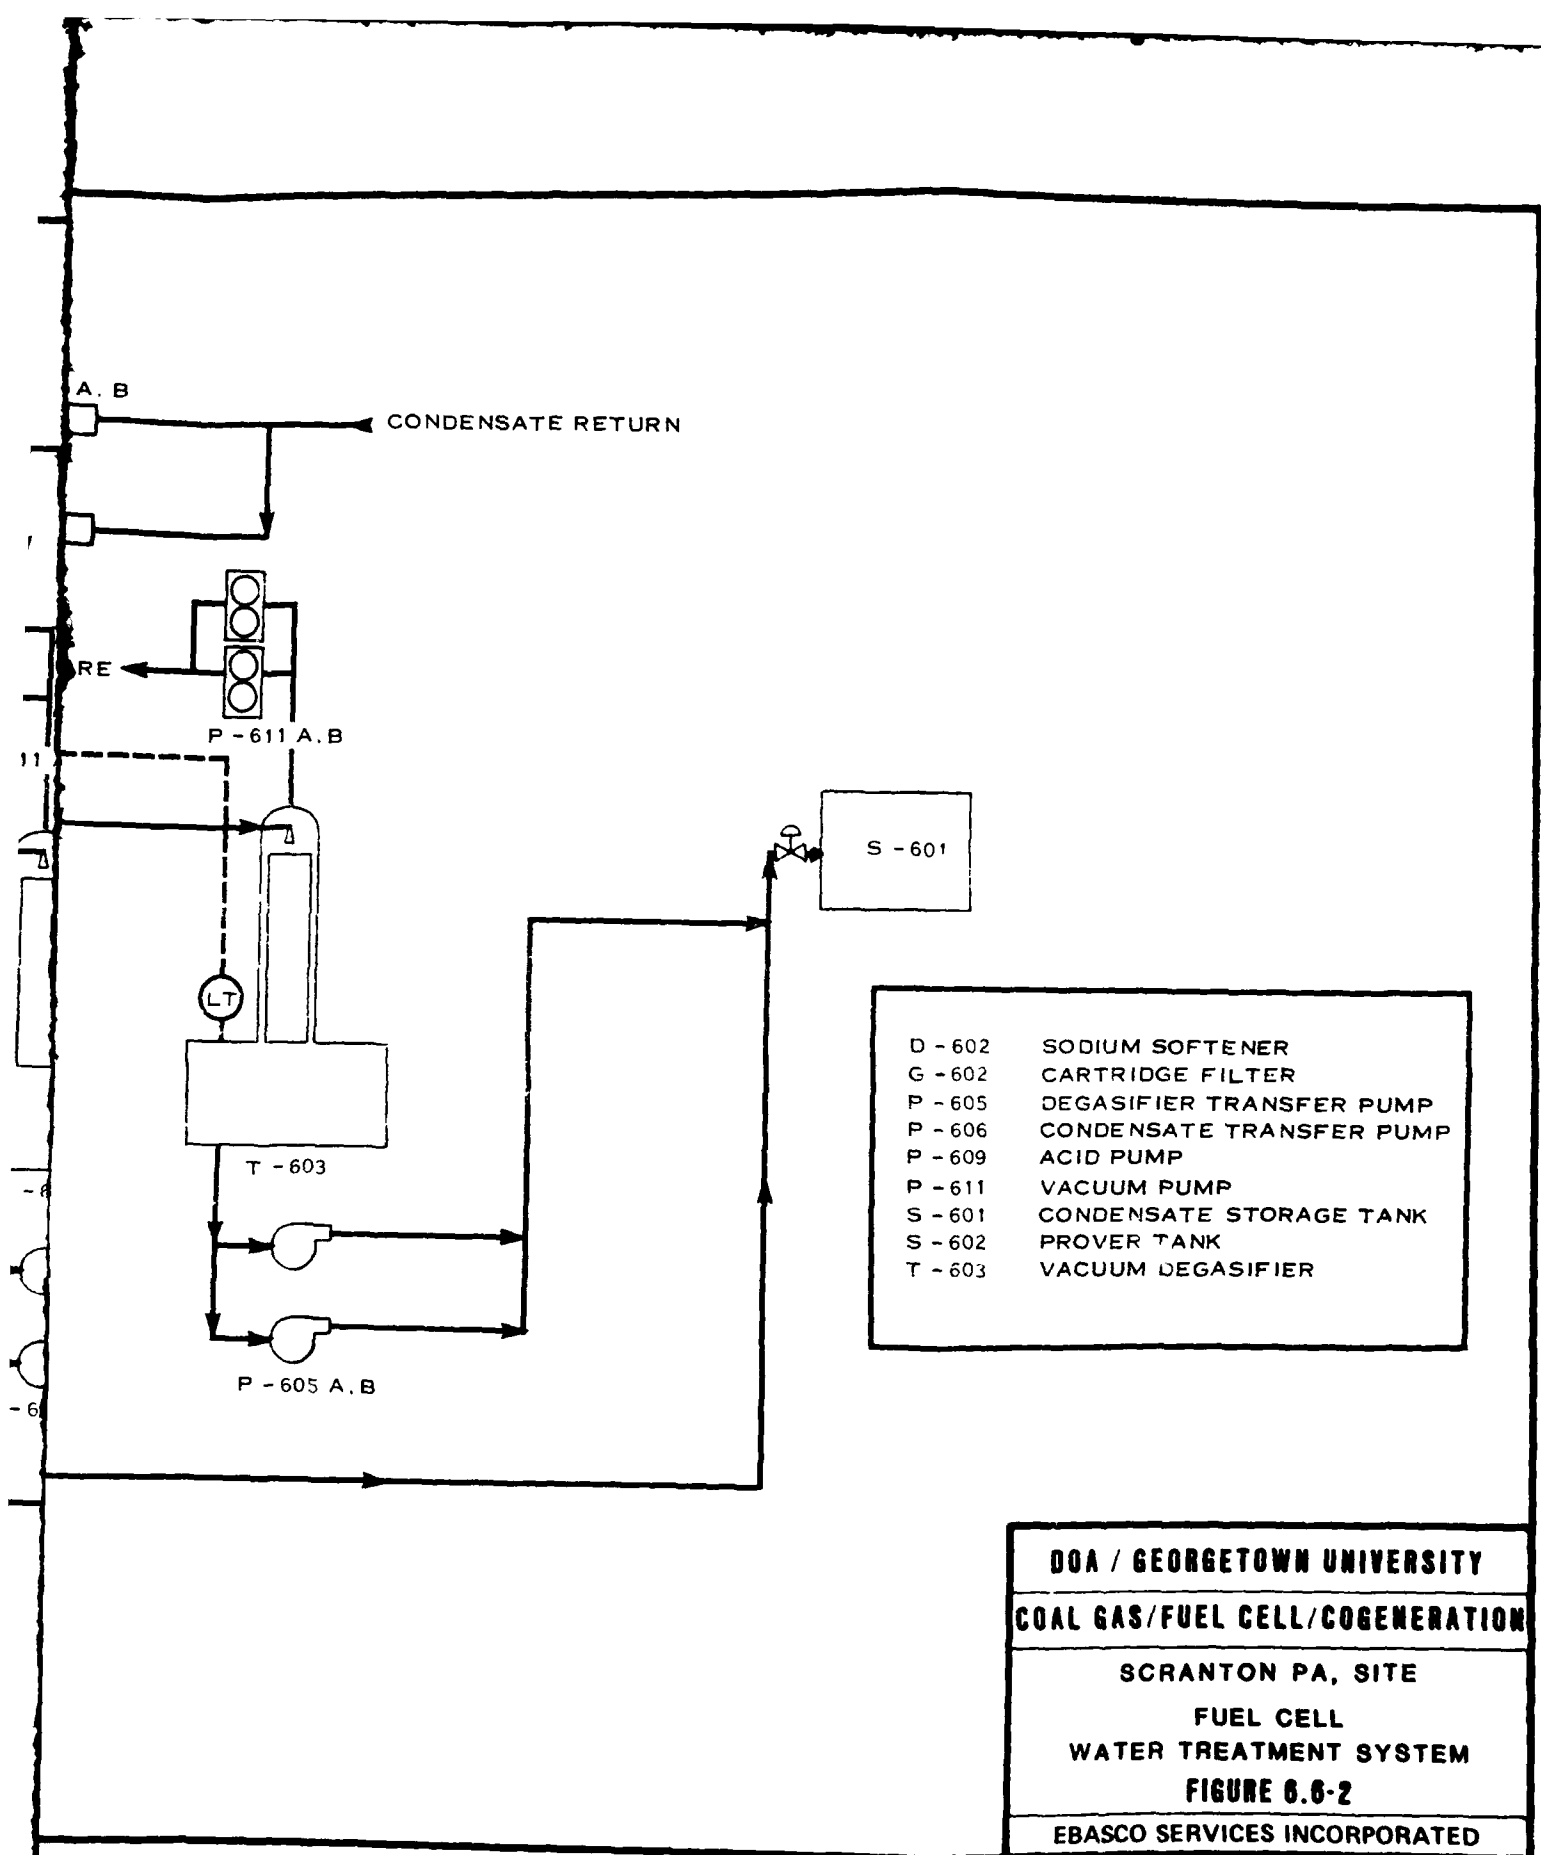 A.B
CONDENSATE RETURN
RE
P-611 A.B
11
S-601
LT
D-602 SODIUM SOFTENER
G-602 CARTRIDGE FILTER
P-605 DEGASIFIER TRANSFER PUMP
P-606 CONDENSATE TRANSFER PUMP
P-609 ACID PUMP
P-611 VACUUM PUMP
S-601 CONDENSATE STORAGE TANK
S-602 PROVER TANK
T-603 VACUUM DEGASIFIER
T-603
P-605 A.B
-6
DOA / GEORGETOWN UNIVERSITY
COAL GAS/FUEL CELL/COGENERATION
SCRANTON PA, SITE
FUEL CELL
WATER TREATMENT SYSTEM
FIGURE 6.6-2
EBASCO SERVICES INCORPORATED